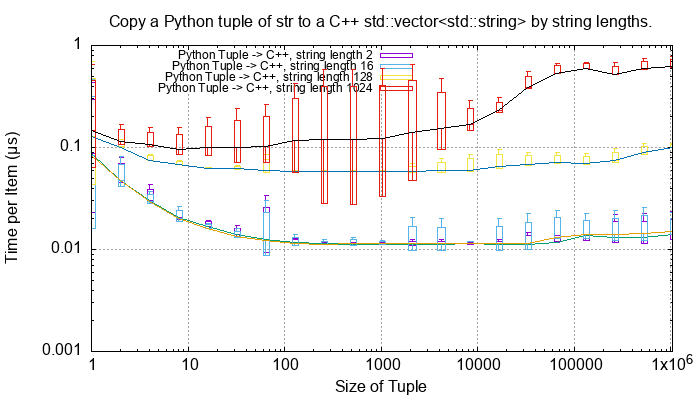 Copy a Python tuple of str to a C++ std::vector<std::string> by string lengths.
1
Python Tuple -> C++, string length 2
Python Tuple -> C++, string length 16
Python Tuple -> C++, string length 128
Python Tuple -> C++, string length 1024
0.1
Time per Item (µs)
0.01
0.001
1 10 100 1000 10000 100000 1x10⁶
Size of Tuple